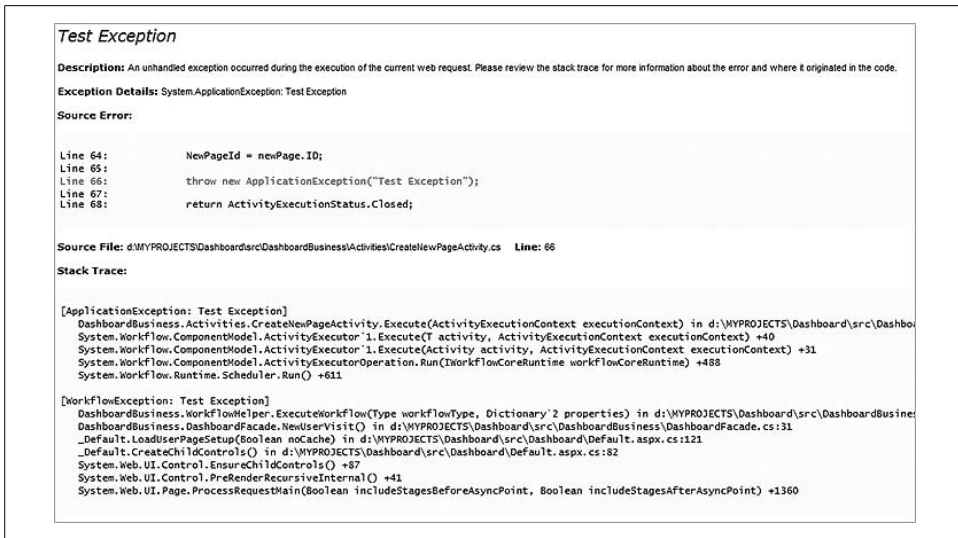 Test Exception
Description: An unhandled exception occurred during the execution of the current web request. Please review the stack trace for more information about the error and where it originated in the code.
Exception Details: System.ApplicationException: Test Exception
Source Error:
Line 64: NewPageId = newPage.ID;
Line 65:
Line 66: throw new ApplicationException("Test Exception");
Line 67:
Line 68: return ActivityExecutionStatus.Closed;
Source File: d:\MYPROJECTS\Dashboard\src\DashboardBusiness\Activities\CreateNewPageActivity.cs Line: 66
Stack Trace:
[ApplicationException: Test Exception]
DashboardBusiness.Activities.CreateNewPageActivity.Execute(ActivityExecutionContext executionContext) in d:\MYPROJECTS\Dashboard\src\Dashboa
System.Workflow.ComponentModel.ActivityExecutor`1.Execute(T activity, ActivityExecutionContext executionContext) +40
System.Workflow.ComponentModel.ActivityExecutor`1.Execute(Activity activity, ActivityExecutionContext executionContext) +31
System.Workflow.ComponentModel.ActivityExecutorOperation.Run(IWorkflowCoreRuntime workflowCoreRuntime) +488
System.Workflow.Runtime.Scheduler.Run() +611
[WorkflowException: Test Exception]
DashboardBusiness.WorkflowHelper.ExecuteWorkflow(Type workflowType, Dictionary`2 properties) in d:\MYPROJECTS\Dashboard\src\DashboardBusines
DashboardBusiness.DashboardFacade.NewUserVisit() in d:\MYPROJECTS\Dashboard\src\DashboardBusiness\DashboardFacade.cs:31
_Default.LoadUserPageSetup(Boolean noCache) in d:\MYPROJECTS\Dashboard\src\Dashboard\Default.aspx.cs:121
_Default.CreateChildControls() in d:\MYPROJECTS\Dashboard\src\Dashboard\Default.aspx.cs:82
System.Web.UI.Control.EnsureChildControls() +87
System.Web.UI.Control.PreRenderRecursiveInternal() +41
System.Web.UI.Page.ProcessRequestMain(Boolean includeStagesBeforeAsyncPoint, Boolean includeStagesAfterAsyncPoint) +1360